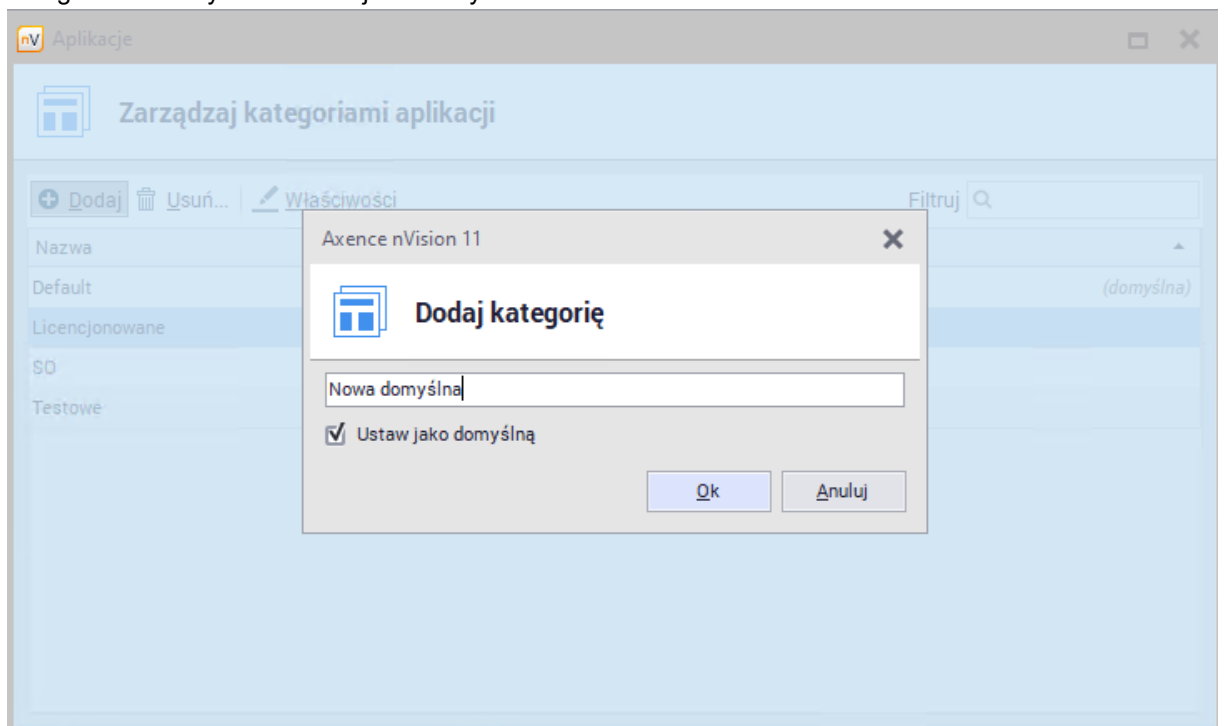 nV Aplikacje
Zarządzaj kategoriami aplikacji
Dodaj Usuń... Właściwości Filtruj
Nazwa
Default (domyślna)
Licencjonowane
SO
Testowe
Axence nVision 11
Dodaj kategorię
Nowa domyślna
Ustaw jako domyślną
Ok Anuluj